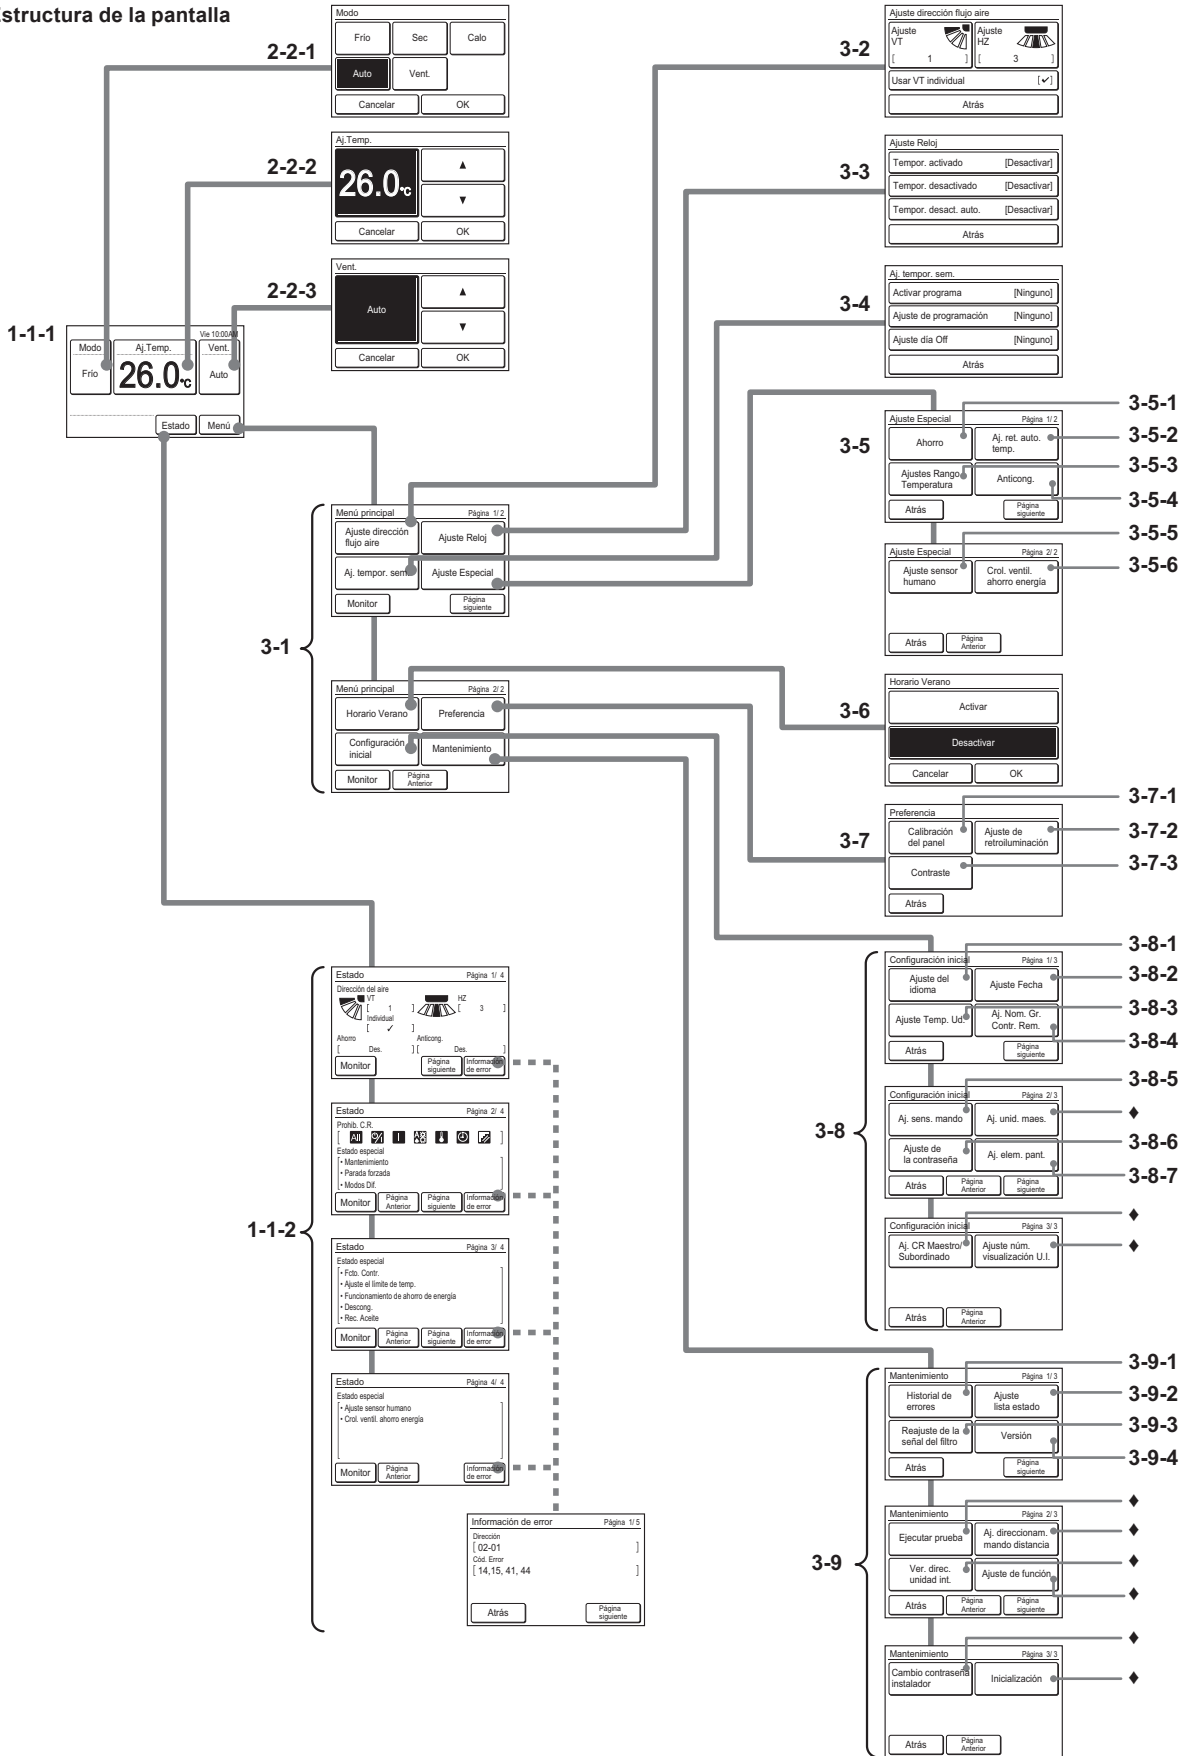 Estructura de la pantalla
1-1-1
Vie 10:00AM
Modo
Aj.Temp.
Vent.
Frío
26.0°C
Auto
Estado
Menú
2-2-1
Modo
Frio
Sec
Calo
Auto
Vent.
Cancelar
OK
2-2-2
Aj.Temp.
26.0°C
▲
▼
Cancelar
OK
2-2-3
Vent.
Auto
▲
▼
Cancelar
OK
3-1
Menú principal
Página 1/ 2
Ajuste dirección
flujo aire
Ajuste Reloj
Aj. tempor. sem.
Ajuste Especial
Monitor
Página
siguiente
Menú principal
Página 2/ 2
Horario Verano
Preferencia
Configuración
inicial
Mantenimiento
Monitor
Página
Anterior
1-1-2
Estado
Página 1/ 4
Dirección del aire
VT
[ 1 ]
HZ
[ 3 ]
Individual
[ ✓ ]
Ahorro
Anticong.
[ Des. ]
[ Des. ]
Monitor
Página
siguiente
Información
de error
Estado
Página 2/ 4
Prohib. C.R.
[ All ]
Estado especial
• Mantenimiento
• Parada forzada
• Modos Dif.
Monitor
Página
Anterior
Página
siguiente
Información
de error
Estado
Página 3/ 4
Estado especial
• Fcto. Contr.
• Ajuste el límite de temp.
• Funcionamiento de ahorro de energía
• Descong.
• Rec. Aceite
Monitor
Página
Anterior
Página
siguiente
Información
de error
Estado
Página 4/ 4
Estado especial
• Ajuste sensor humano
• Crol. ventil. ahorro energía
Monitor
Página
Anterior
Información
de error
Información de error
Página 1/ 5
Dirección
[ 02-01 ]
Cód. Error
[ 14,15, 41, 44 ]
Atrás
Página
siguiente
3-2
Ajuste dirección flujo aire
Ajuste
VT
[ 1 ]
Ajuste
HZ
[ 3 ]
Usar VT individual
[✔]
Atrás
3-3
Ajuste Reloj
Tempor. activado [Desactivar]
Tempor. desactivado [Desactivar]
Tempor. desact. auto. [Desactivar]
Atrás
3-4
Aj. tempor. sem.
Activar programa [Ninguno]
Ajuste de programación [Ninguno]
Ajuste día Off [Ninguno]
Atrás
3-5
Ajuste Especial
Página 1/ 2
Ahorro
Aj. ret. auto.
temp.
Ajustes Rango
Temperatura
Anticong.
Atrás
Página
siguiente
3-5-1
3-5-2
3-5-3
3-5-4
Ajuste Especial
Página 2/ 2
Ajuste sensor
humano
Crol. ventil.
ahorro energía
Atrás
Página
Anterior
3-5-5
3-5-6
3-6
Horario Verano
Activar
Desactivar
Cancelar
OK
3-7
Preferencia
Calibración
del panel
Ajuste de
retroiluminación
Contraste
Atrás
3-7-1
3-7-2
3-7-3
3-8
Configuración inicial
Página 1/ 3
Ajuste del
idioma
Ajuste Fecha
Ajuste Temp. Ud.
Aj. Nom. Gr.
Contr. Rem.
Atrás
Página
siguiente
3-8-1
3-8-2
3-8-3
3-8-4
Configuración inicial
Página 2/ 3
Aj. sens. mando
Aj. unid. maes.
Ajuste de
la contraseña
Aj. elem. pant.
Atrás
Página
Anterior
Página
siguiente
3-8-5
♦
3-8-6
3-8-7
Configuración inicial
Página 3/ 3
Aj. CR Maestro/
Subordinado
Ajuste núm.
visualización U.I.
Atrás
Página
Anterior
♦
♦
3-9
Mantenimiento
Página 1/ 3
Historial de
errores
Ajuste
lista estado
Reajuste de la
señal del filtro
Versión
Atrás
Página
siguiente
3-9-1
3-9-2
3-9-3
3-9-4
Mantenimiento
Página 2/ 3
Ejecutar prueba
Aj. direccionam.
mando distancia
Ver. direc.
unidad int.
Ajuste de función
Atrás
Página
Anterior
Página
siguiente
♦
♦
♦
♦
Mantenimiento
Página 3/ 3
Cambio contraseña
instalador
Inicialización
Atrás
Página
Anterior
♦
♦